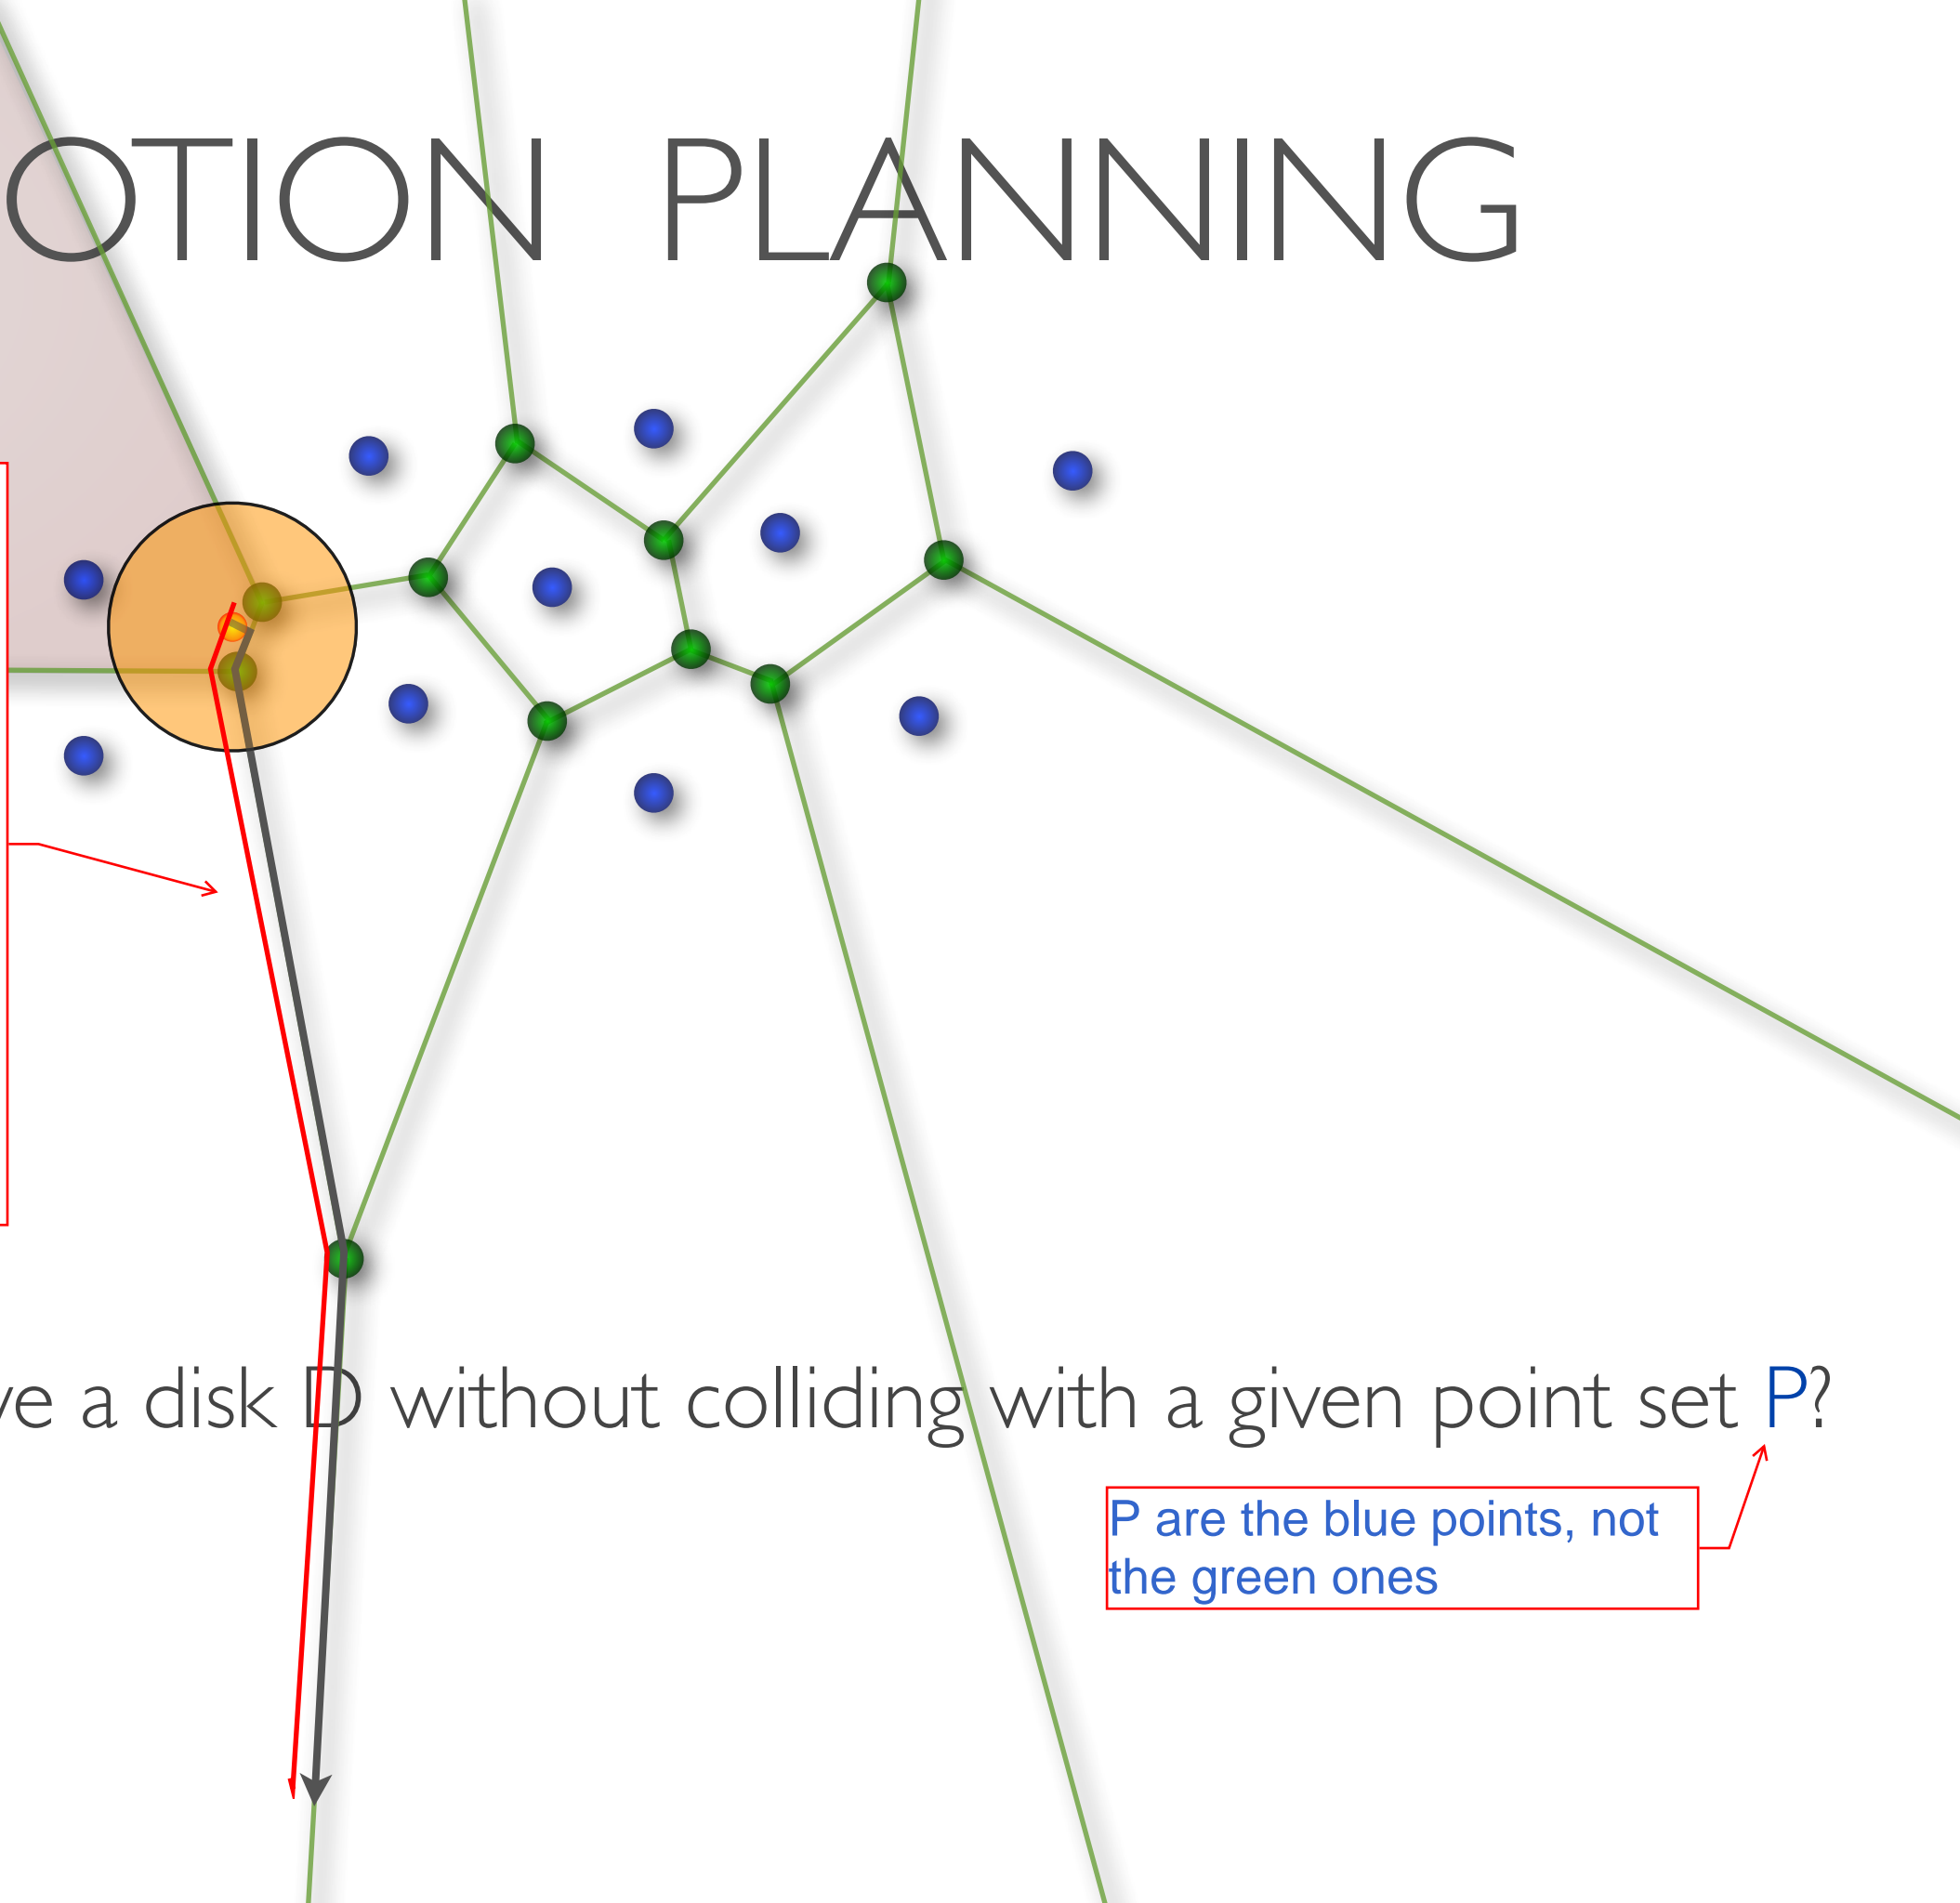 OTION PLANNING
ve a disk D without colliding with a given point set P?
P are the blue points, not
the green ones